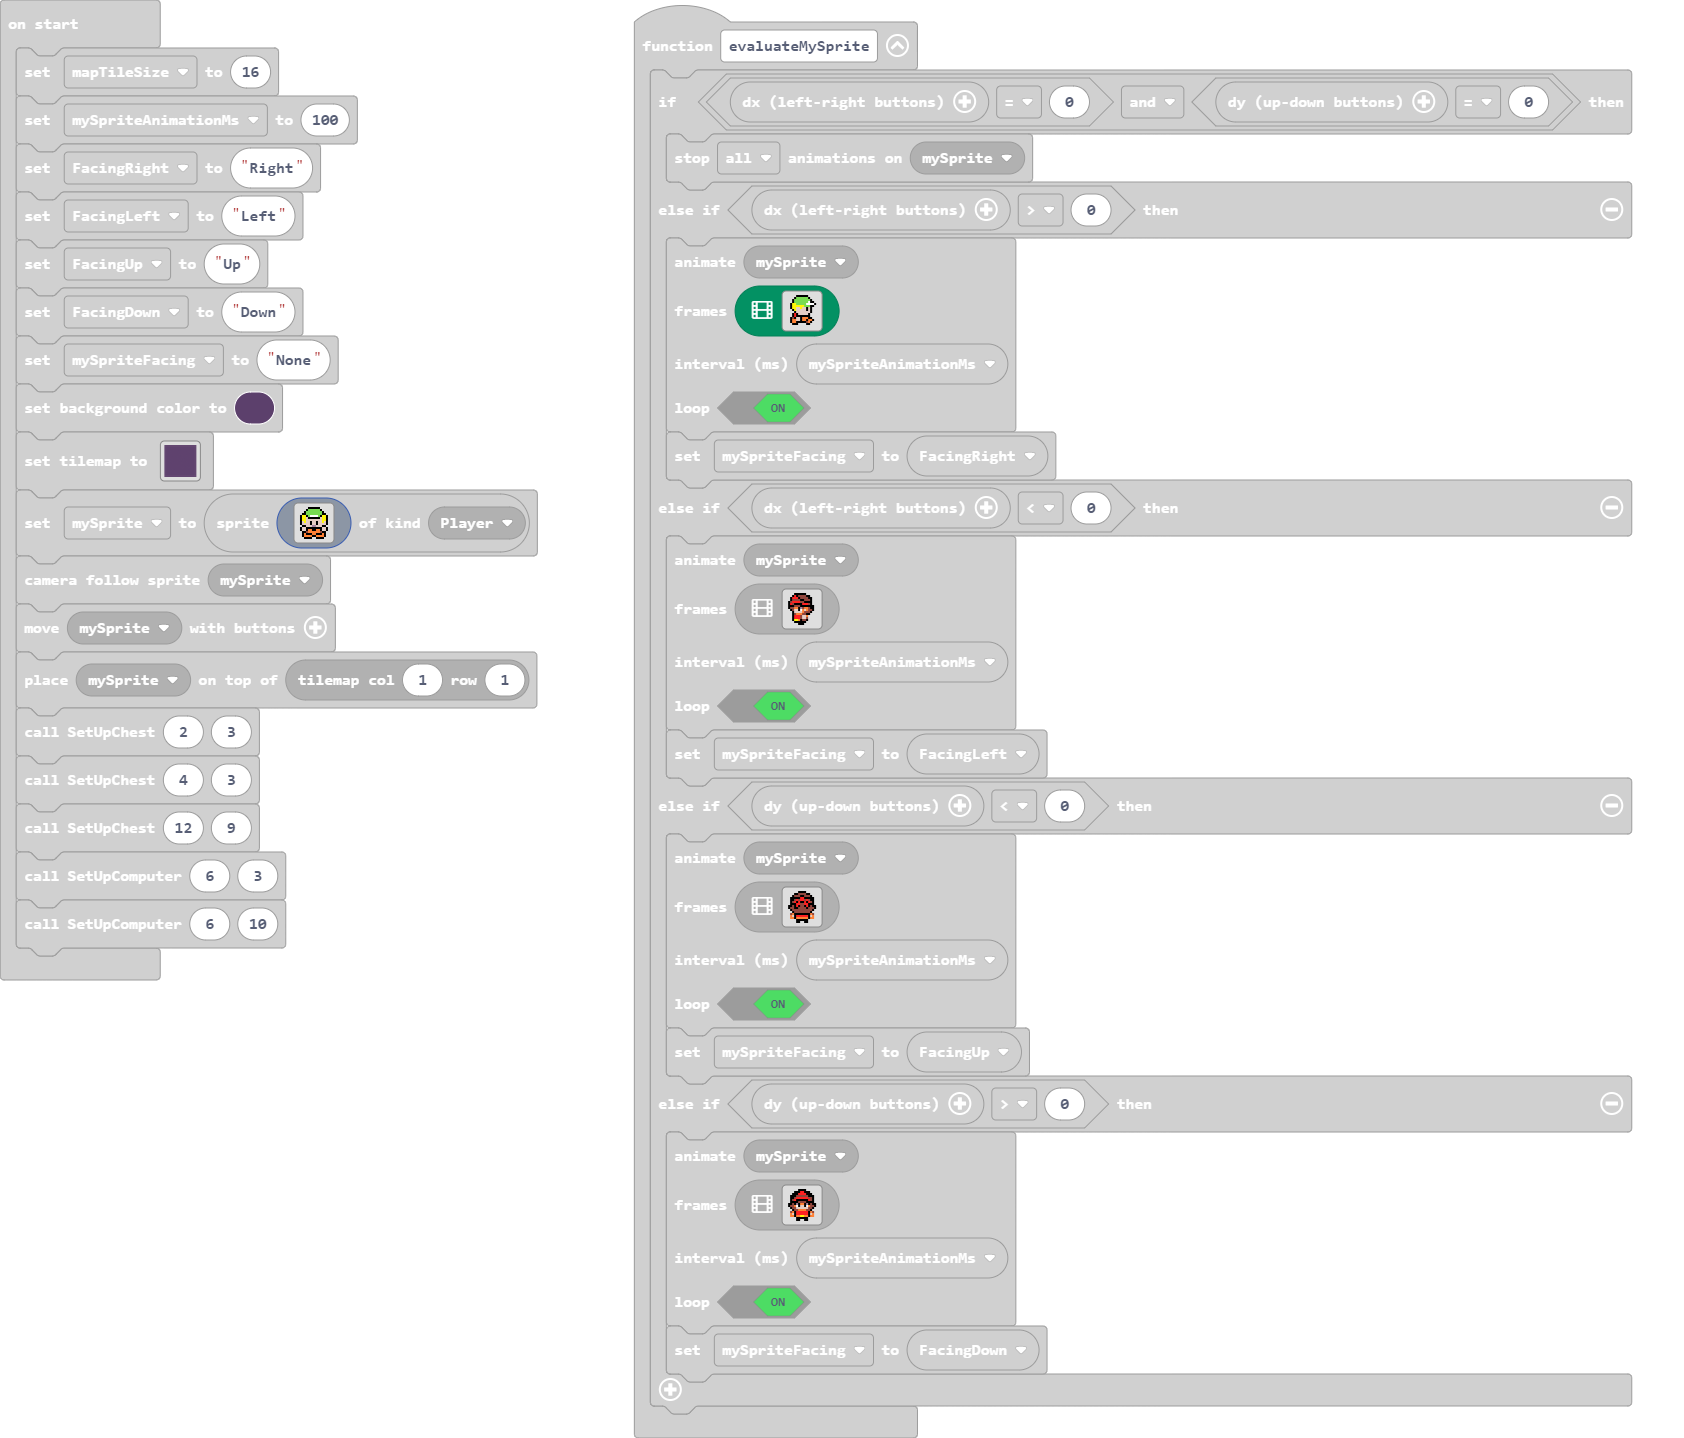 on start
set mapTileSize to 16
set mySpriteAnimationMs to 100
set FacingRight to "Right"
set FacingLeft to "Left"
set FacingUp to "Up"
set FacingDown to "Down"
set mySpriteFacing to "None"
set background color to
set tilemap to
set mySprite to sprite of kind Player
camera follow sprite mySprite
move mySprite with buttons
place mySprite on top of tilemap col 1 row 1
call SetUpChest 2 3
call SetUpChest 4 3
call SetUpChest 12 9
call SetUpComputer 6 3
call SetUpComputer 6 10
function evaluateMySprite
if dx (left-right buttons) = 0 and dy (up-down buttons) = 0 then
stop all animations on mySprite
else if dx (left-right buttons) > 0 then
animate mySprite
frames
interval (ms) mySpriteAnimationMs
loop ON
set mySpriteFacing to FacingRight
else if dx (left-right buttons) < 0 then
animate mySprite
frames
interval (ms) mySpriteAnimationMs
loop ON
set mySpriteFacing to FacingLeft
else if dy (up-down buttons) < 0 then
animate mySprite
frames
interval (ms) mySpriteAnimationMs
loop ON
set mySpriteFacing to FacingUp
else if dy (up-down buttons) > 0 then
animate mySprite
frames
interval (ms) mySpriteAnimationMs
loop ON
set mySpriteFacing to FacingDown